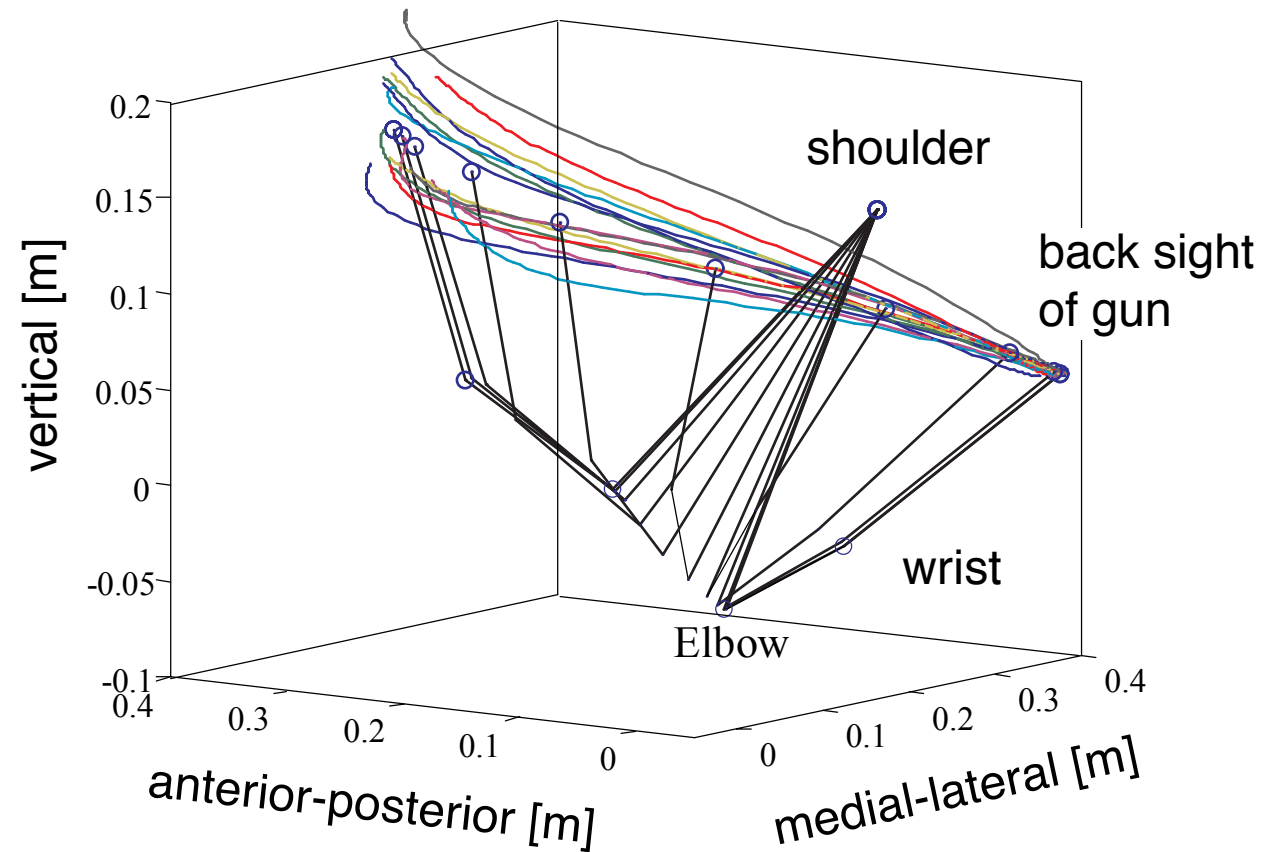 0.2
shoulder
0.15
back sight
of gun
0.1
vertical [m]
0.05
0
wrist
-0.05
Elbow
-0.1
0.4
0.3
0.2
0.1
0
0
0.1
0.2
0.3
0.4
anterior-posterior [m]
medial-lateral [m]